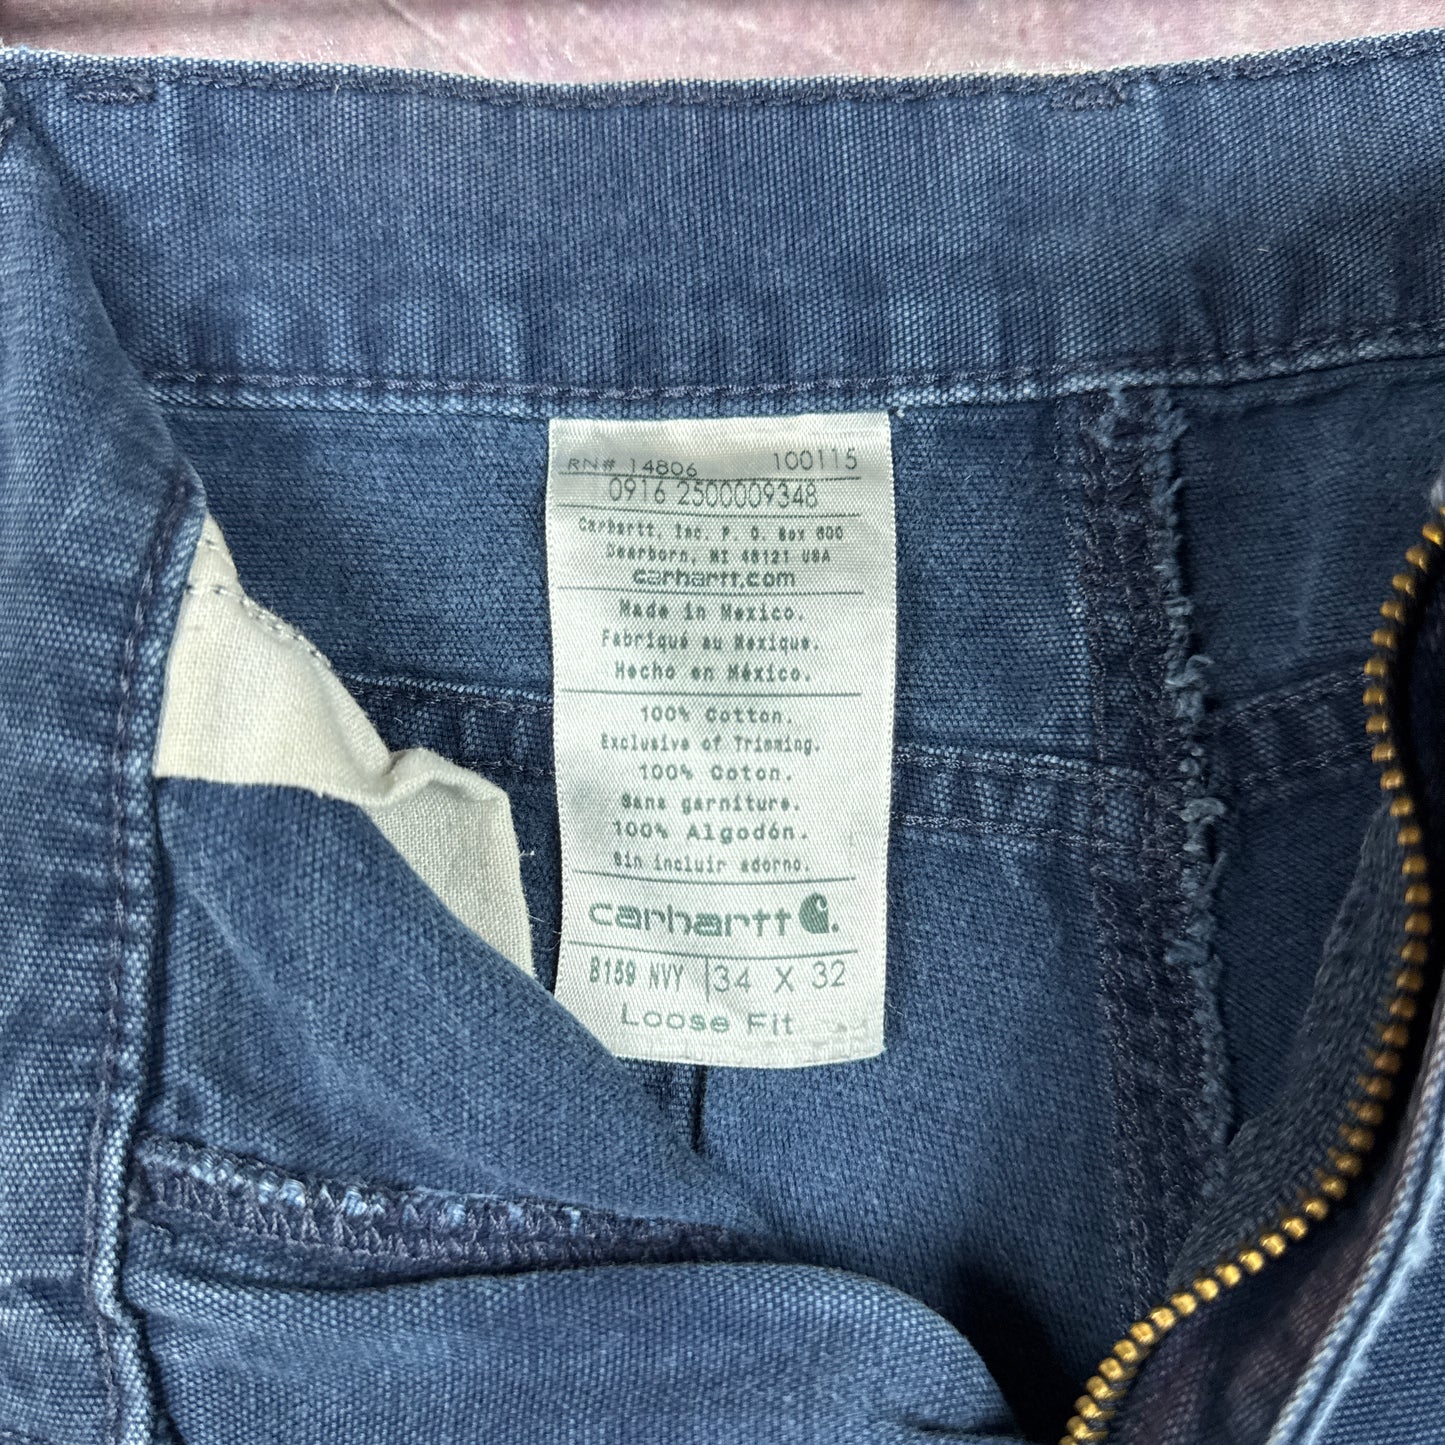 RN# 14806 100115
0916 2500009348
Carhartt, Inc. P.O. Box 600
Dearborn, MI 48121 USA
carhartt.com
Made in Mexico.
Fabriqué au Mexique.
Hecho en México.
100% Cotton.
Exclusive of Trimming.
100% Coton.
Sans garniture.
100% Algodón.
Sin incluir adorno.
carhartt
B159 NVY 34 X 32
Loose Fit